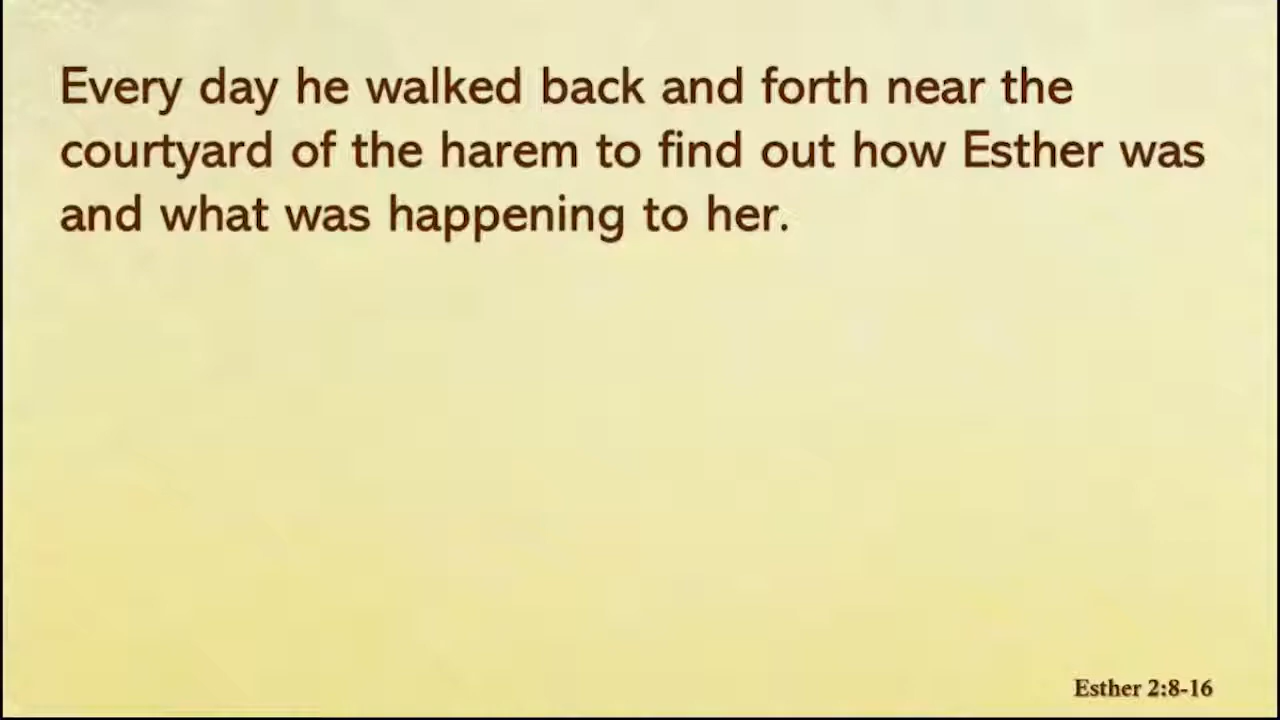 Every day he walked back and forth near the
courtyard of the harem to find out how Esther was
and what was happening to her.
Esther 2:8-16